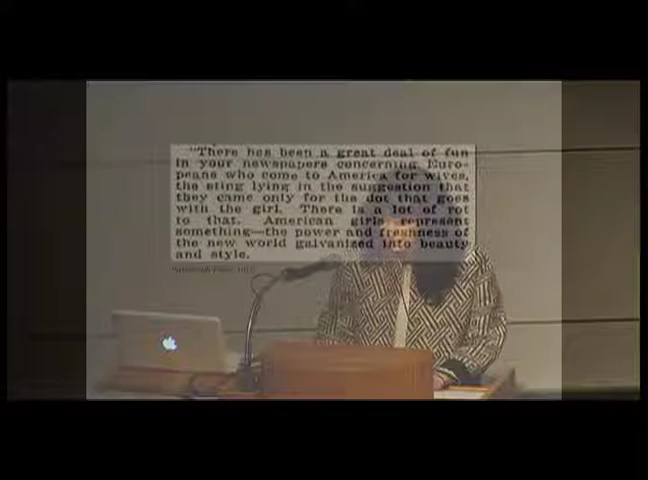 "There has been a great deal of fun
in your newspapers concerning Euro-
peans who come to America for wives,
the sting lying in the suggestion that
they came only for the dot that goes
with the girl. There is a lot of rot
to that. American girls represent
something—the power and freshness of
the new world galvanized into beauty
and style.